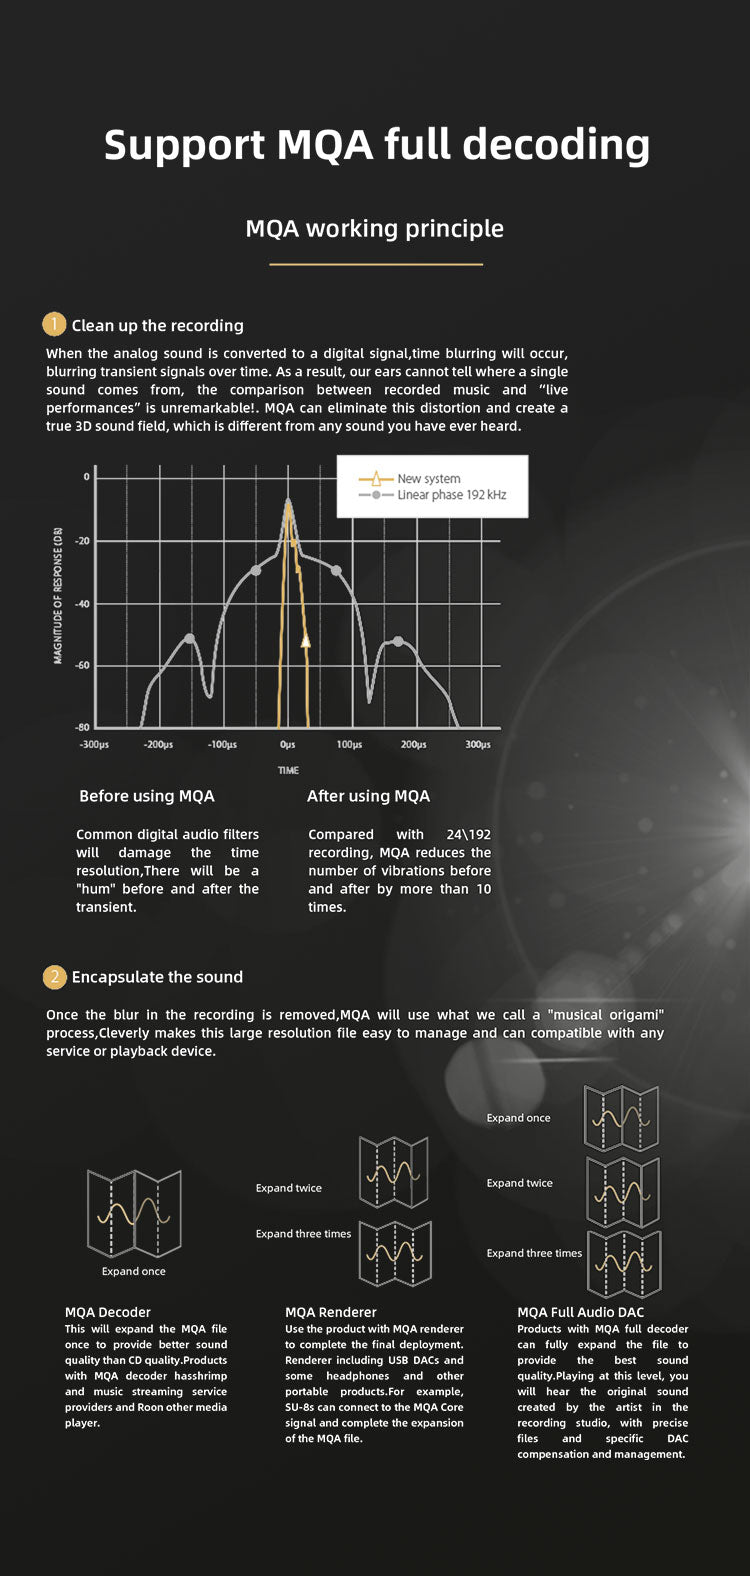 Support MQA full decoding
MQA working principle
1 Clean up the recording
When the analog sound is converted to a digital signal,time blurring will occur,
blurring transient signals over time. As a result, our ears cannot tell where a single
sound comes from, the comparison between recorded music and “live
performances” is unremarkable!. MQA can eliminate this distortion and create a
true 3D sound field, which is different from any sound you have ever heard.
New system
Linear phase 192 kHz
MAGNITUDE OF RESPONSE (DB)
0
-20
-40
-60
-80
-300μs -200μs -100μs 0μs 100μs 200μs 300μs
TIME
Before using MQA
Common digital audio filters
will damage the time
resolution,There will be a
"hum" before and after the
transient.
After using MQA
Compared with 24\192
recording, MQA reduces the
number of vibrations before
and after by more than 10
times.
2 Encapsulate the sound
Once the blur in the recording is removed,MQA will use what we call a "musical origami"
process,Cleverly makes this large resolution file easy to manage and can compatible with any
service or playback device.
Expand once
MQA Decoder
This will expand the MQA file
once to provide better sound
quality than CD quality.Products
with MQA decoder hasshrimp
and music streaming service
providers and Roon other media
player.
Expand twice
Expand three times
MQA Renderer
Use the product with MQA renderer
to complete the final deployment.
Renderer including USB DACs and
some headphones and other
portable products.For example,
SU-8s can connect to the MQA Core
signal and complete the expansion
of the MQA file.
Expand once
Expand twice
Expand three times
MQA Full Audio DAC
Products with MQA full decoder
can fully expand the file to
provide the best sound
quality.Playing at this level, you
will hear the original sound
created by the artist in the
recording studio, with precise
files and specific DAC
compensation and management.